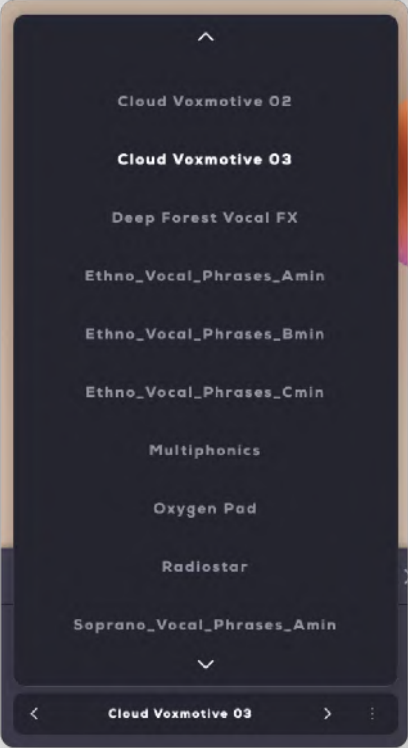 Cloud Voxmotive 02
Cloud Voxmotive 03
Deep Forest Vocal FX
Ethno_Vocal_Phrases_Amin
Ethno_Vocal_Phrases_Bmin
Ethno_Vocal_Phrases_Cmin
Multiphonics
Oxygen Pad
Radiostar
Soprano_Vocal_Phrases_Amin
Cloud Voxmotive 03